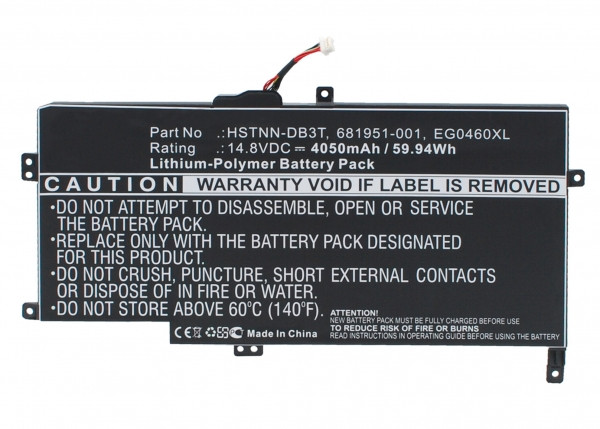 Part No .: HSTNN-DB3T, 681951-001, EG0460XL
Rating .: 14.8VDC ⎓ 4050mAh / 59.94Wh
Lithium-Polymer Battery Pack
CAUTION WARRANTY VOID IF LABEL IS REMOVED
•DO NOT ATTEMPT TO DISASSEMBLE, OPEN OR SERVICE
THE BATTERY PACK.
•REPLACE ONLY WITH THE BATTERY PACK DESIGNATED
FOR THIS PACK.
•DO NOT CRUSH, PUNCTURE, SHORT EXTERNAL CONTACTS
OR DISPOSE OF IN FIRE OR WATER.
•DO NOT STORE ABOVE 60°C (140°F).
CE Made In China
ATTENTION:
NEW BATTERY PACK MUST BE FULLY CHARGED BEFORE USE
TO REDUCE RISK OF FIRE OR BURNS
READ INSTRUCTIONS IN OPERATING GUIDE BEFORE USING BATTERY